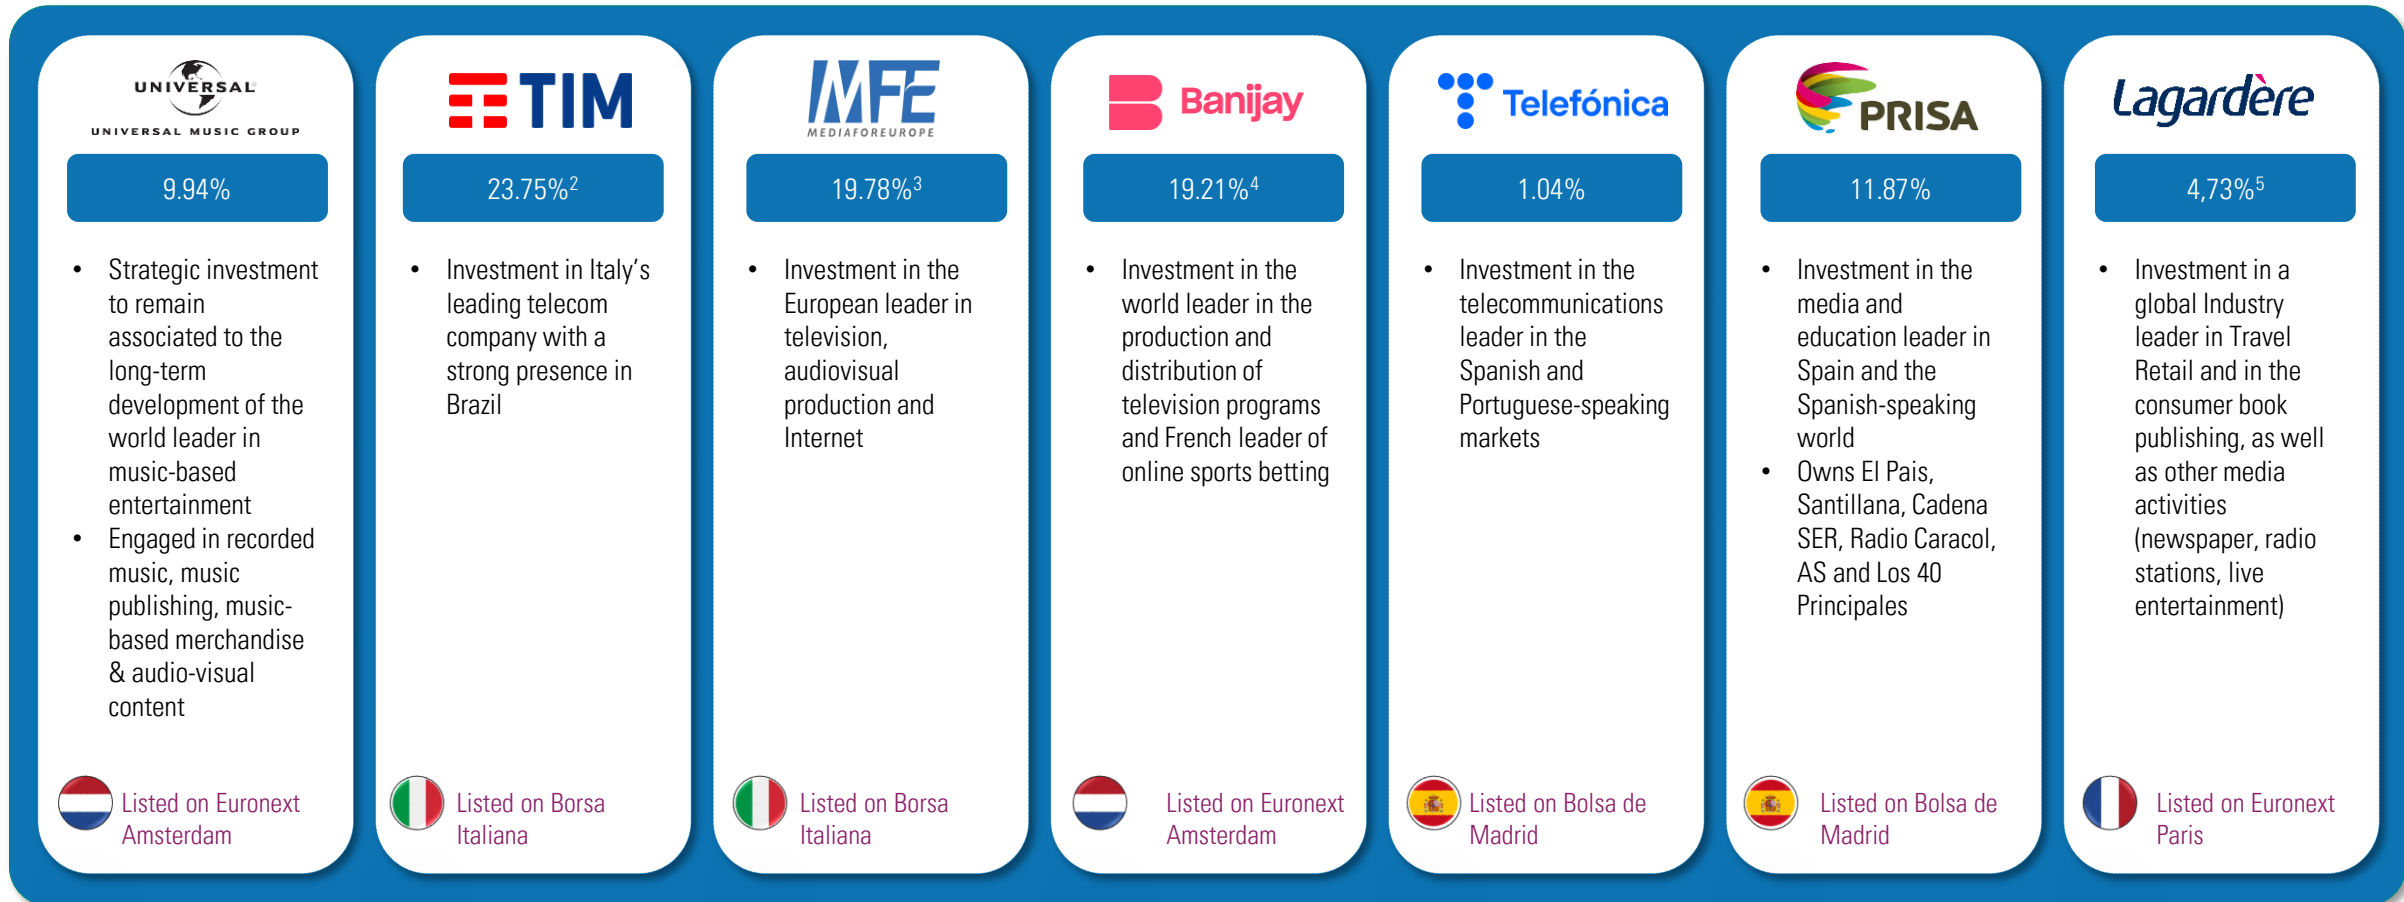 UNIVERSAL
UNIVERSAL MUSIC GROUP
9.94%
• Strategic investment
to remain
associated to the
long-term
development of the
world leader in
music-based
entertainment
• Engaged in recorded
music, music
publishing, music-
based merchandise
& audio-visual
content
Listed on Euronext
Amsterdam
TIM
23.75%2
• Investment in Italy's
leading telecom
company with a
strong presence in
Brazil
Listed on Borsa
Italiana
MFE
MEDIAFOREUROPE
19.78%3
• Investment in the
European leader in
television,
audiovisual
production and
Internet
Listed on Borsa
Italiana
Banijay
19.21%4
• Investment in the
world leader in the
production and
distribution of
television programs
and French leader of
online sports betting
Listed on Euronext
Amsterdam
Telefónica
1.04%
• Investment in the
telecommunications
leader in the
Spanish and
Portuguese-speaking
markets
Listed on Bolsa de
Madrid
PRISA
11.87%
• Investment in the
media and
education leader in
Spain and the
Spanish-speaking
world
• Owns El Pais,
Santillana, Cadena
SER, Radio Caracol,
AS and Los 40
Principales
Listed on Bolsa de
Madrid
Lagardère
4,73%5
• Investment in a
global Industry
leader in Travel
Retail and in the
consumer book
publishing, as well
as other media
activities
(newspaper, radio
stations, live
entertainment)
Listed on Euronext
Paris